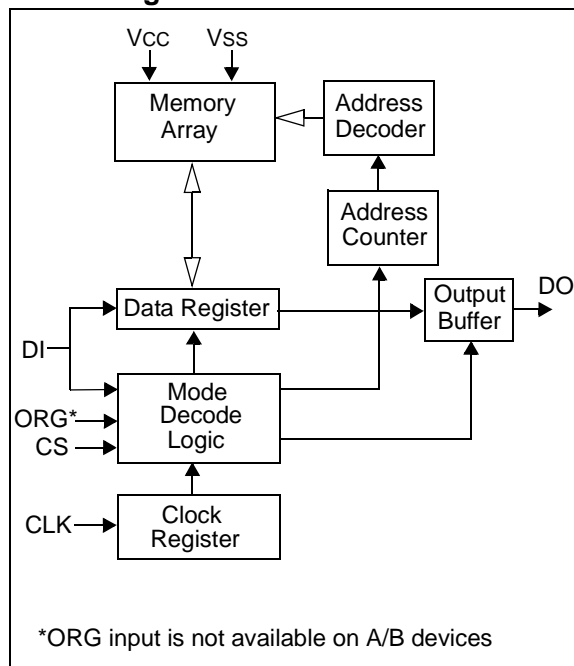 VCC VSS
Memory
Array
Address
Decoder
Address
Counter
Data Register
Output
Buffer
DO
DI
Mode
Decode
Logic
ORG*
CS
CLK
Clock
Register
*ORG input is not available on A/B devices